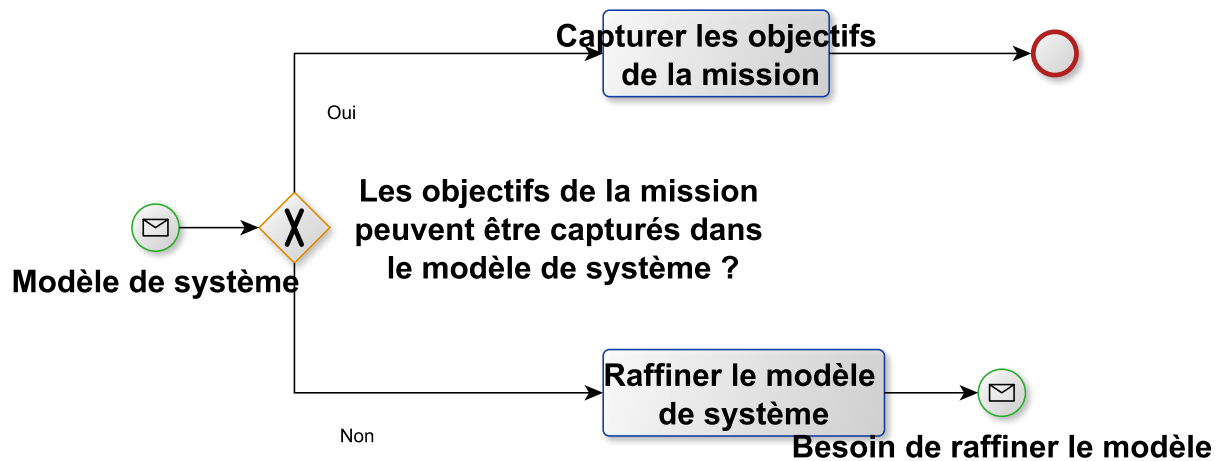 Capturer les objectifs
de la mission
Oui
Les objectifs de la mission
peuvent être capturés dans
le modèle de système ?
Modèle de système
Raffiner le modèle
de système
Non
Besoin de raffiner le modèle